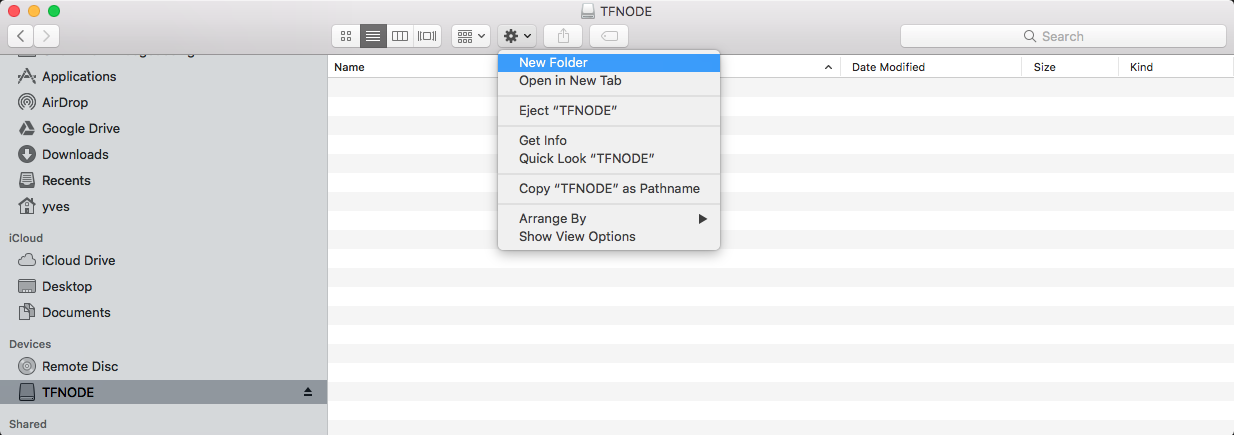 TFNODE
Search
Applications
AirDrop
Google Drive
Downloads
Recents
yves
iCloud
iCloud Drive
Desktop
Documents
Devices
Remote Disc
TFNODE
Shared
Name Date Modified Size Kind
New Folder
Open in New Tab
Eject “TFNODE”
Get Info
Quick Look “TFNODE”
Copy “TFNODE” as Pathname
Arrange By
Show View Options